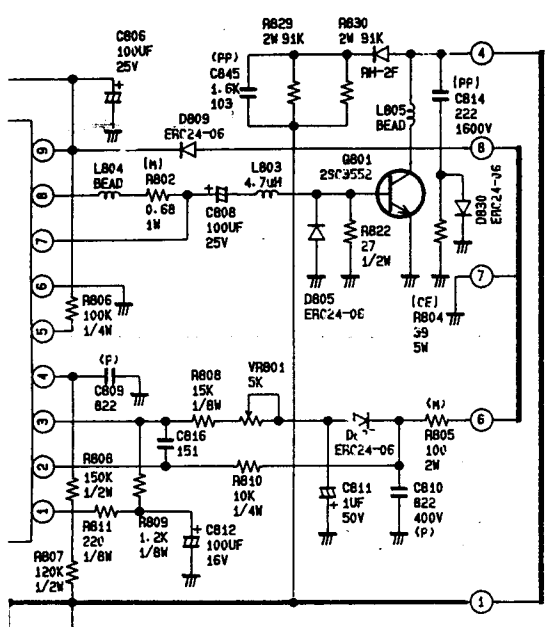 C806
100UF
25V
R829
2W 91K
R830
2W 91K
(PP)
C845
1.6K
103
RH-2F
4
L805
BEAD
(PP)
C814
222
1600V
D809
ERC24-06
9
8
L804
BEAD
(M)
R802
0.68
1W
L803
4.7uH
Q801
2SC3552
8
C808
100UF
25V
7
R822
27
1/2W
D830
ERC24-06
6
7
D805
ERC24-06
R806
100K
1/4W
5
(CE)
R804
39
5W
4
(P)
C809
822
R808
15K
1/8W
VR801
5K
3
C816
151
ERC24-06
(M)
R805
100
2W
6
2
R808
150K
1/2W
R810
10K
1/4W
C811
1UF
50V
C810
822
400V
(P)
1
R811
220
1/8W
R809
1.2K
1/8W
C812
100UF
16V
R807
120K
1/2W
1